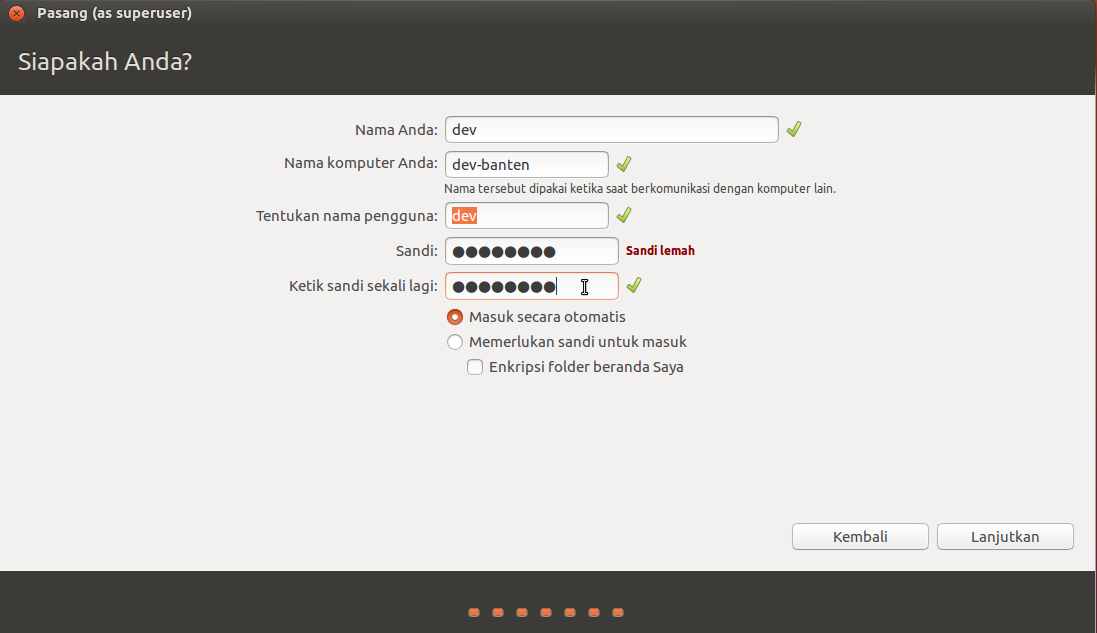 Pasang (as superuser)
Siapakah Anda?
Nama Anda: dev
Nama komputer Anda: dev-banten
Nama tersebut dipakai ketika saat berkomunikasi dengan komputer lain.
Tentukan nama pengguna: dev
Sandi: ●●●●●●●● Sandi lemah
Ketik sandi sekali lagi: ●●●●●●●●
Masuk secara otomatis
Memerlukan sandi untuk masuk
Enkripsi folder beranda Saya
Kembali Lanjutkan